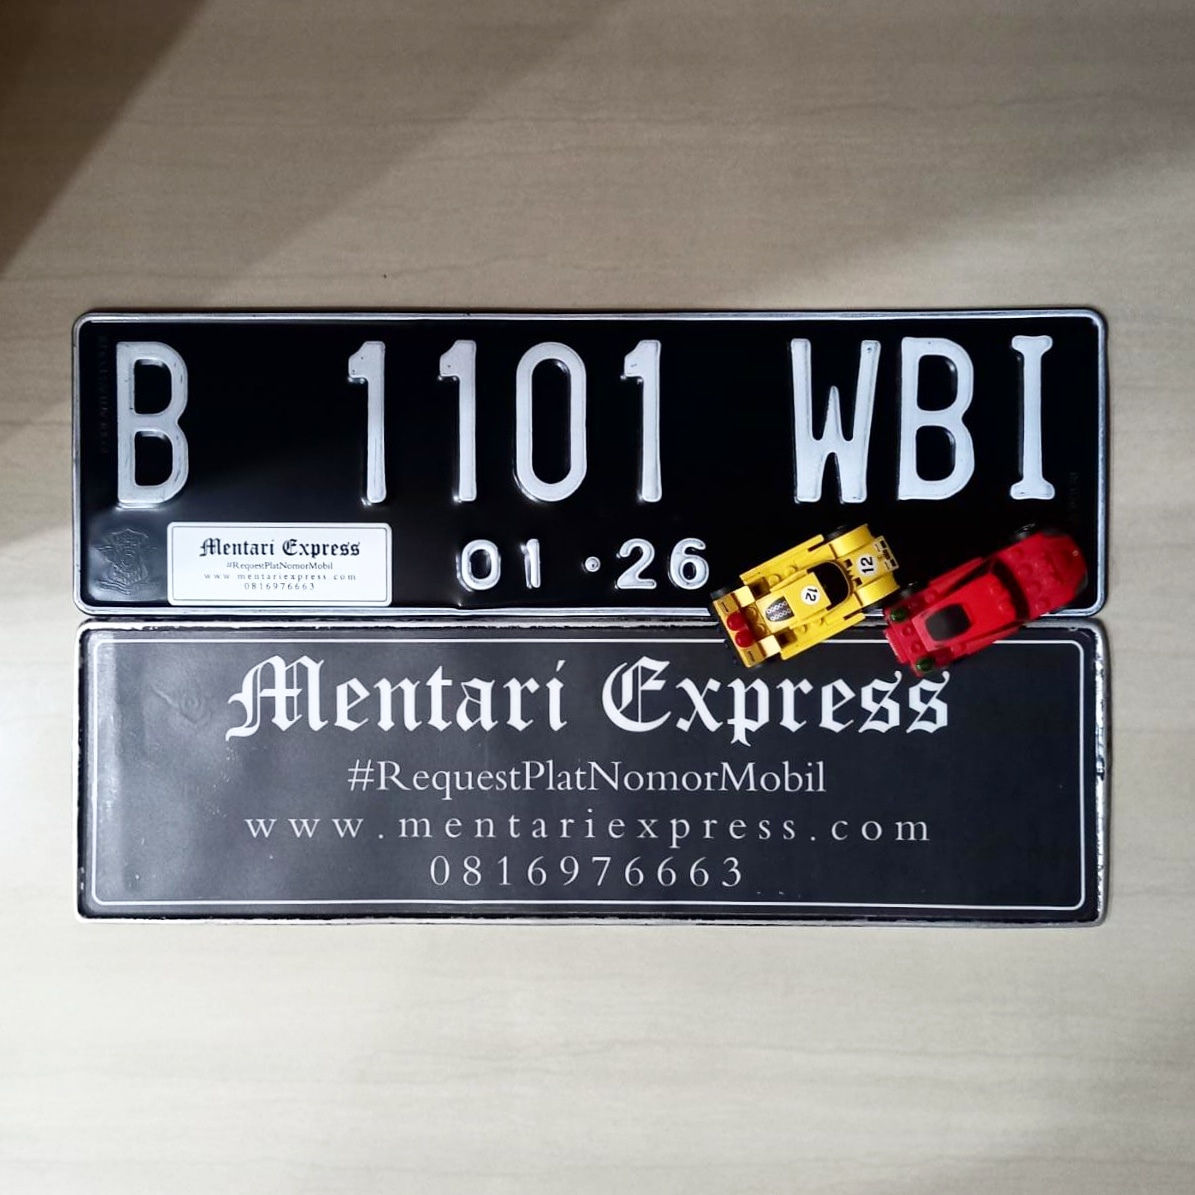 B 1101 WBI
01 · 26
Mentari Express
#RequestPlatNomorMobil
www.mentariexpress.com
0816976663
12
12
Mentari Express
#RequestPlatNomorMobil
www.mentariexpress.com
0816976663